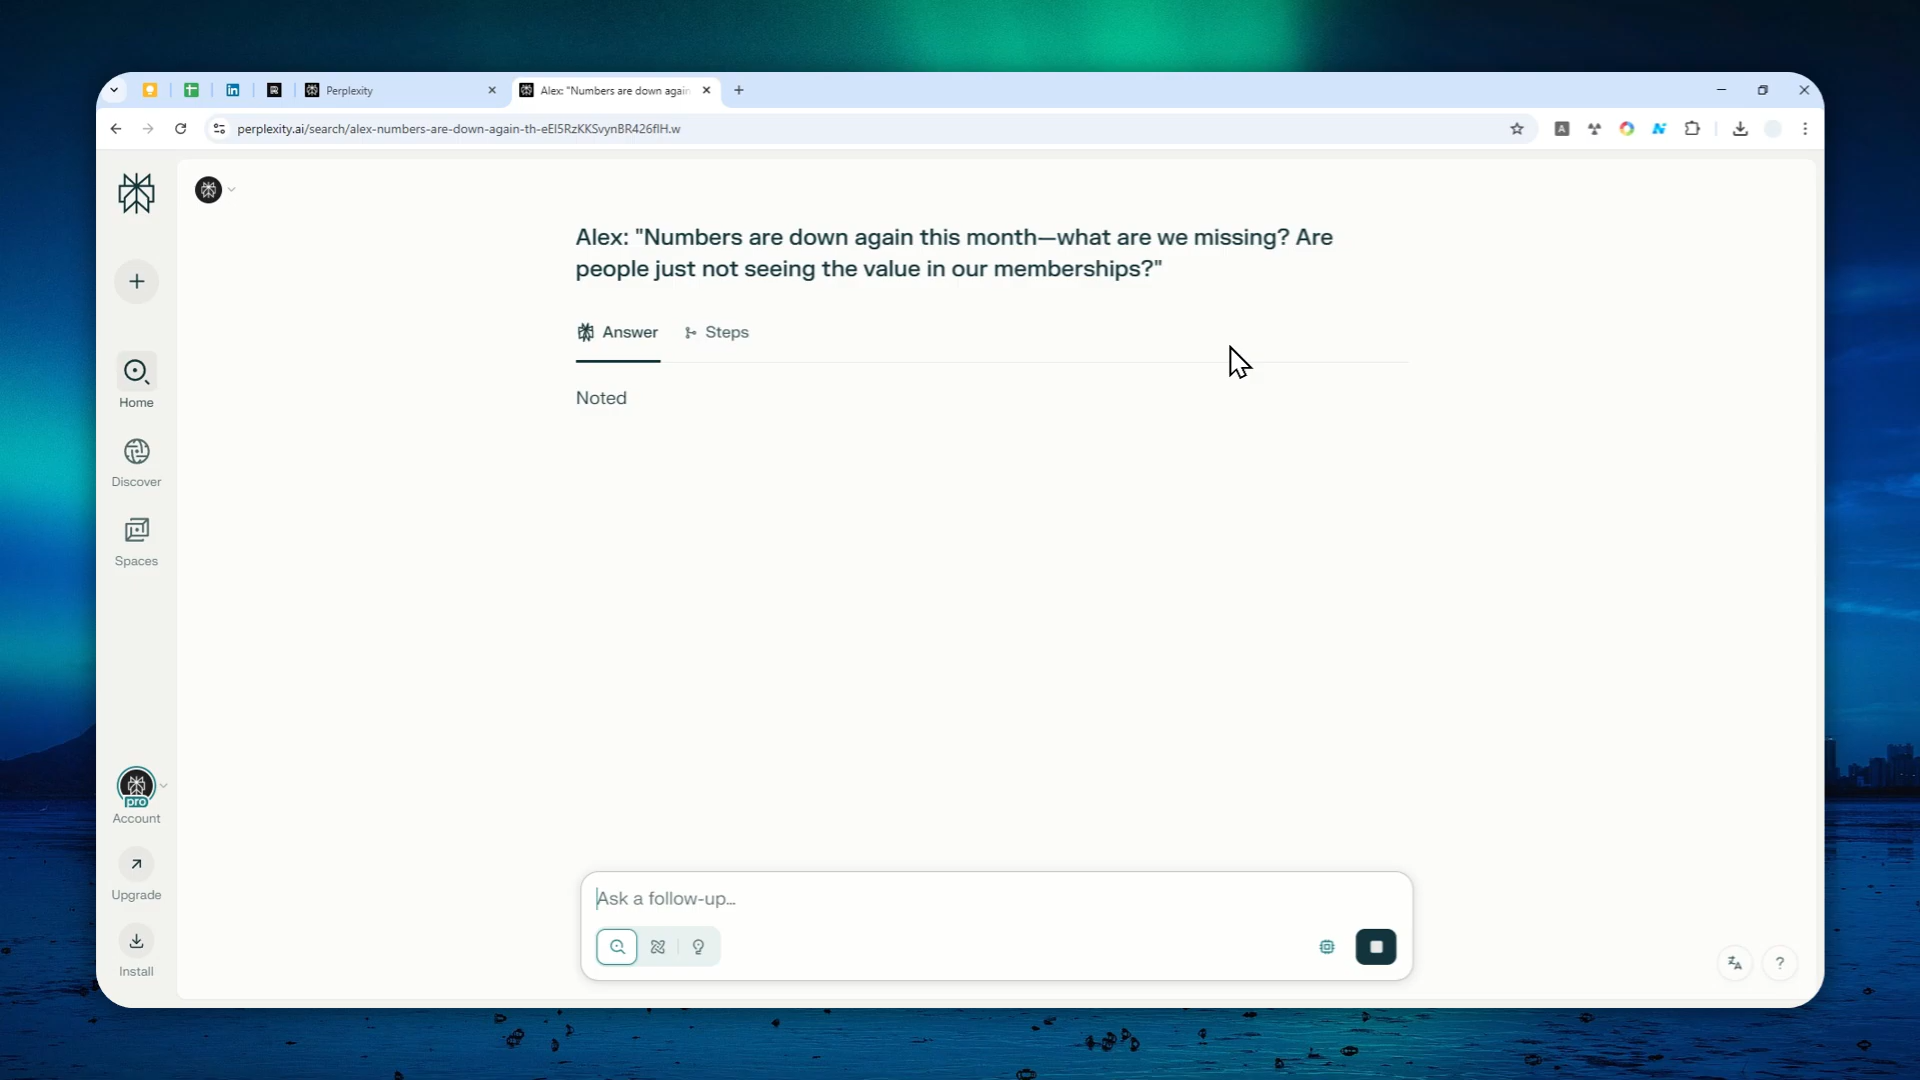 Perplexity
Alex: "Numbers are down again
perplexity.ai/search/alex-numbers-are-down-again-th-eEI5RzKKSvynBR426flH.w
Alex: "Numbers are down again this month—what are we missing? Are
people just not seeing the value in our memberships?"
Answer
Steps
Noted
Home
Discover
Spaces
pro
Account
Upgrade
Install
Ask a follow-up...